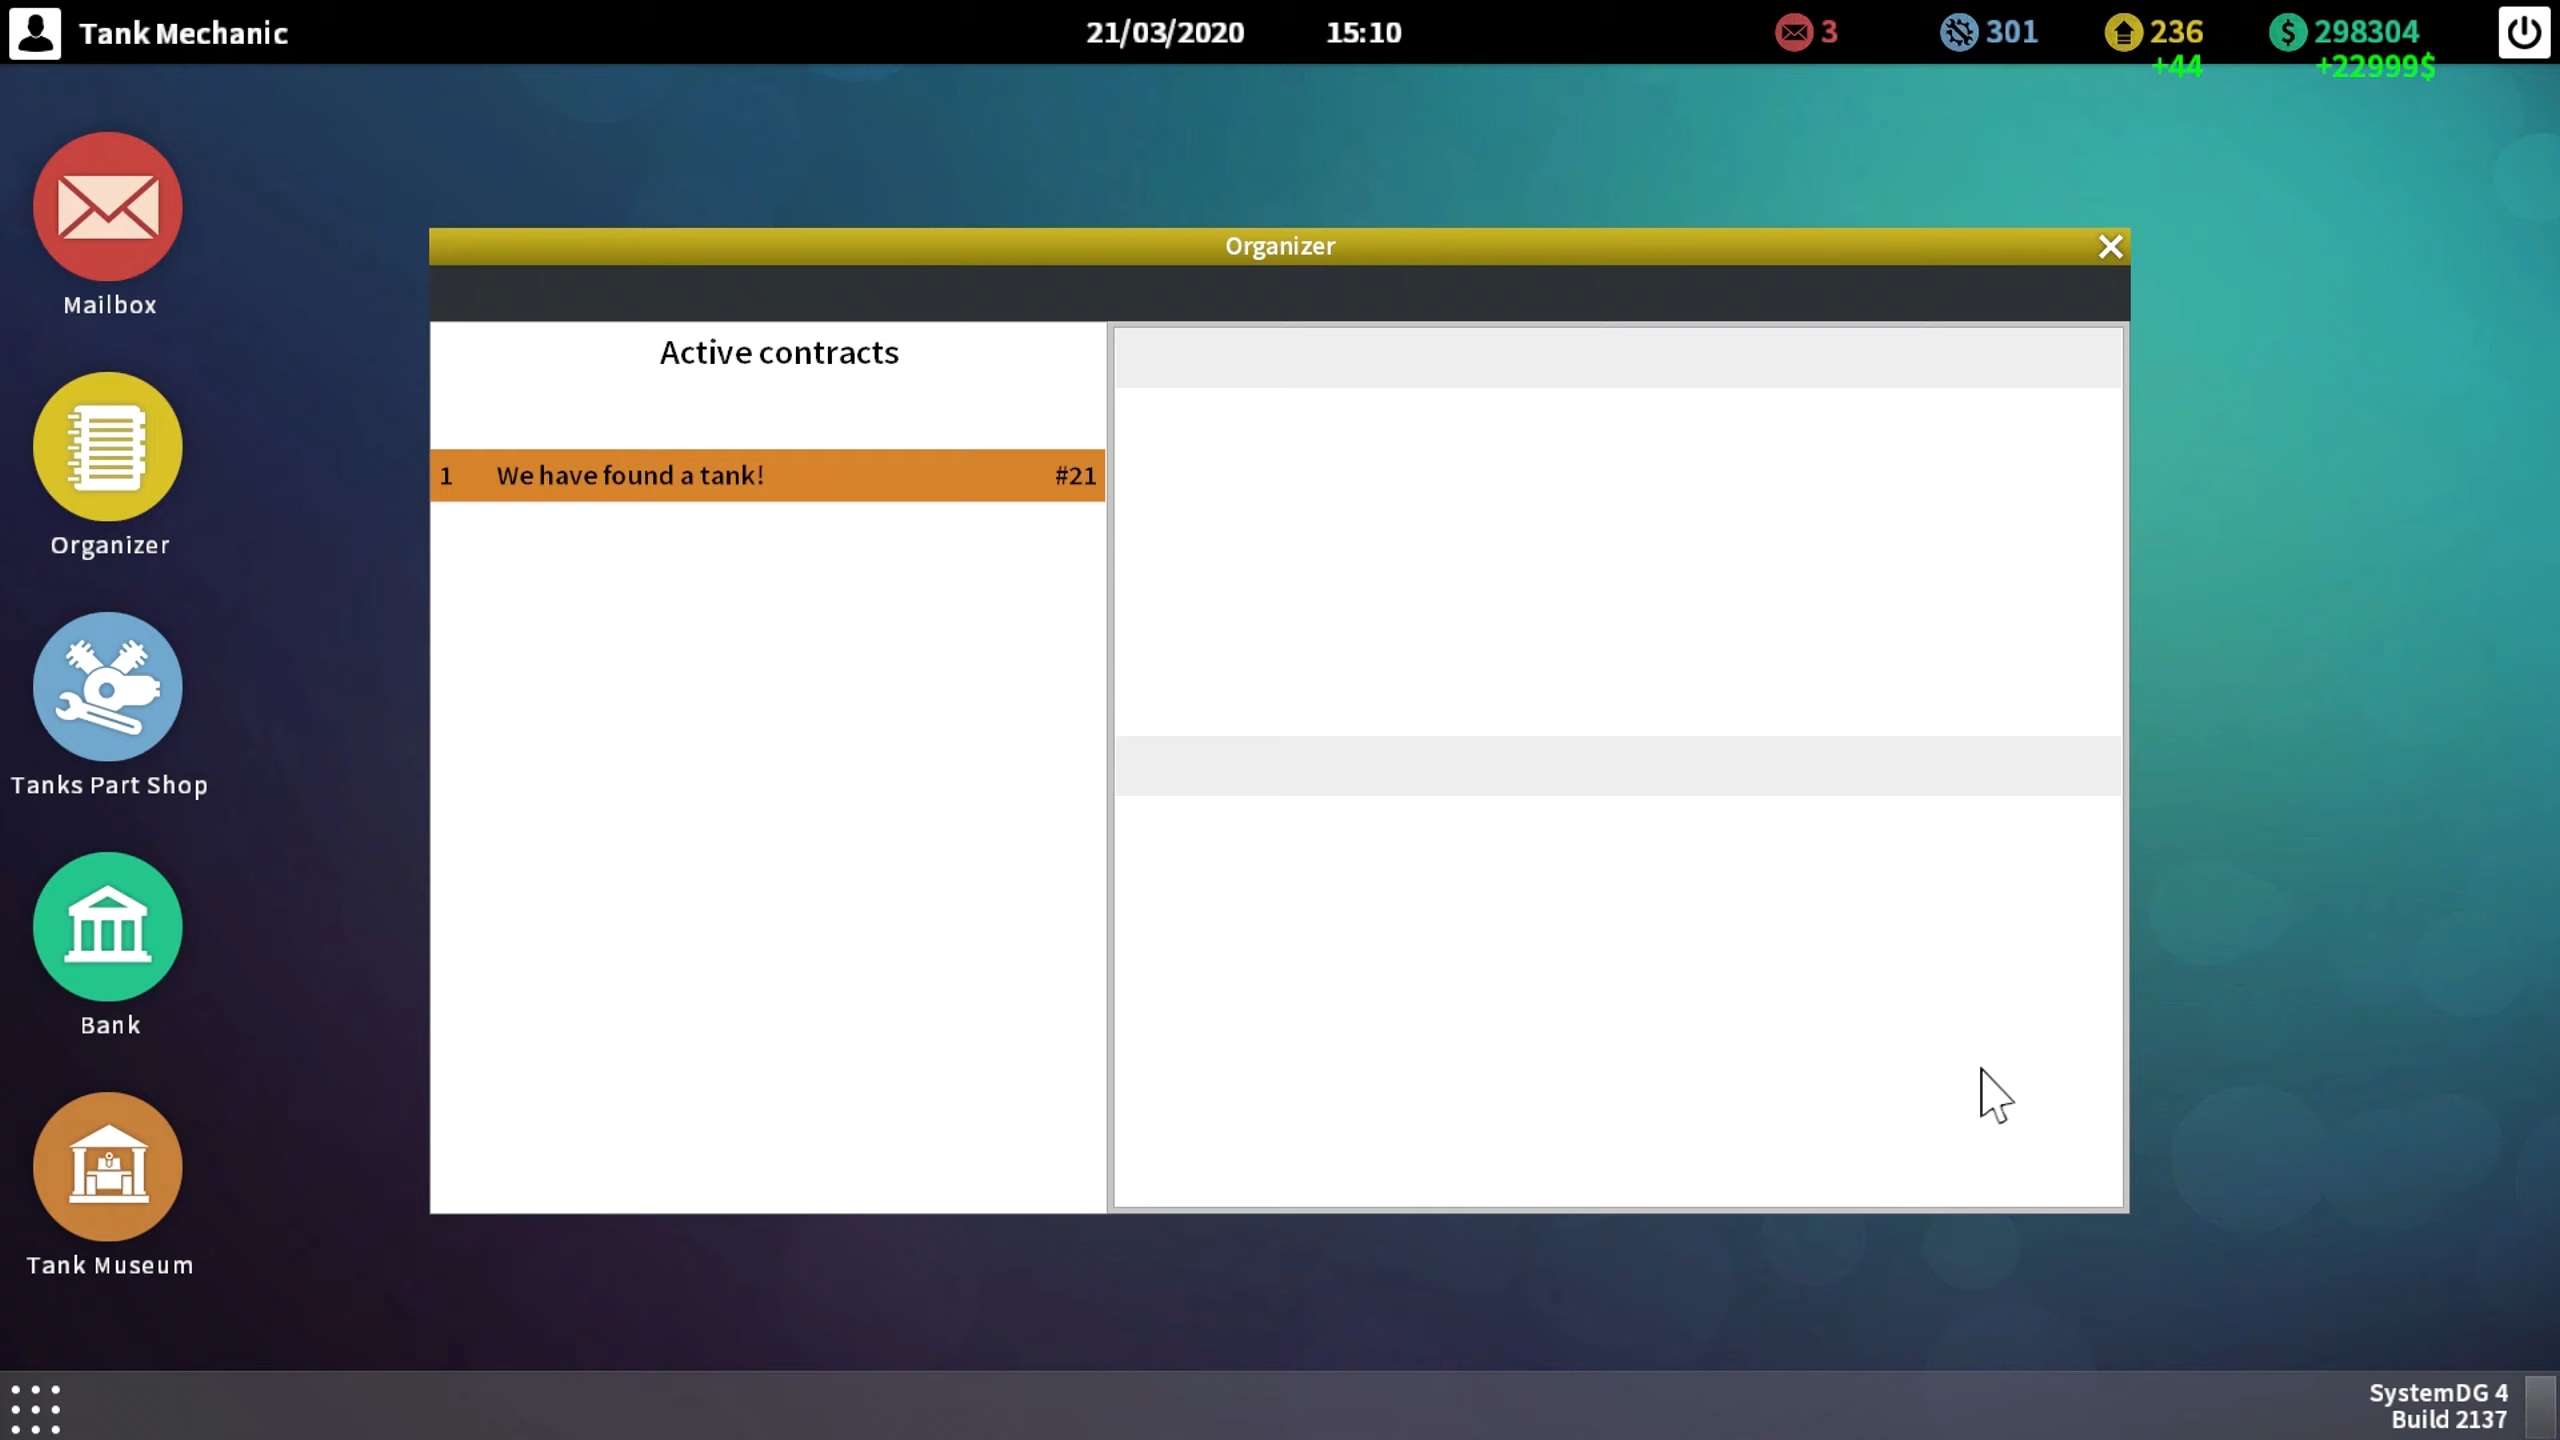 Tank Mechanic
21/03/2020 15:10
3 301 236 298304
+44 +22999$
Mailbox
Organizer
Tanks Part Shop
Bank
Tank Museum
Organizer
Active contracts
1 We have found a tank! #21
SystemDG 4
Build 2137